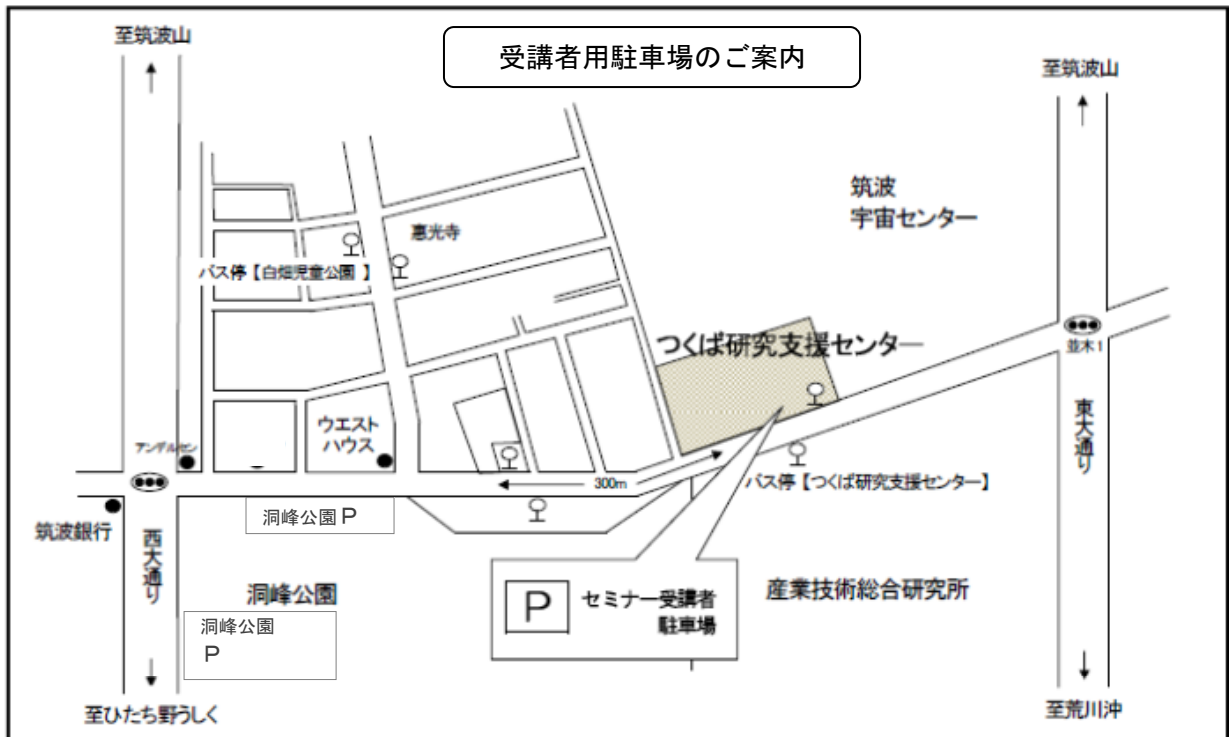 受講者用駐車場のご案内
至筑波山
至筑波山
筑波
宇宙センター
恵光寺
バス停【白畑児童公園】
つくば研究支援センター
並木1
ウエスト
ハウス
アンデルセン
東大通り
300m
バス停【つくば研究支援センター】
洞峰公園P
筑波銀行
西大通り
洞峰公園
P
セミナー受講者
駐車場
産業技術総合研究所
洞峰公園
P
至ひたち野うしく
至荒川沖